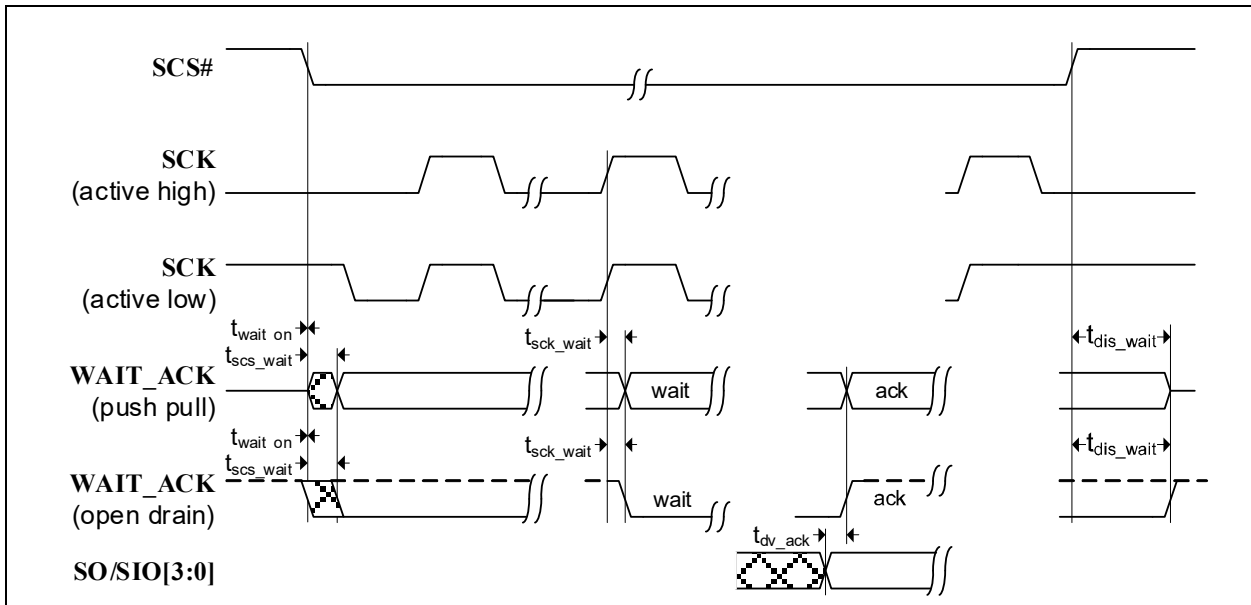 SCS#
SCK
(active high)
SCK
(active low)
t_wait on
t_scs_wait
t_sck_wait
t_dis_wait
WAIT_ACK
(push pull)
wait
ack
t_wait on
t_scs_wait
t_sck_wait
t_dis_wait
WAIT_ACK
(open drain)
wait
ack
t_dv_ack
SO/SIO[3:0]